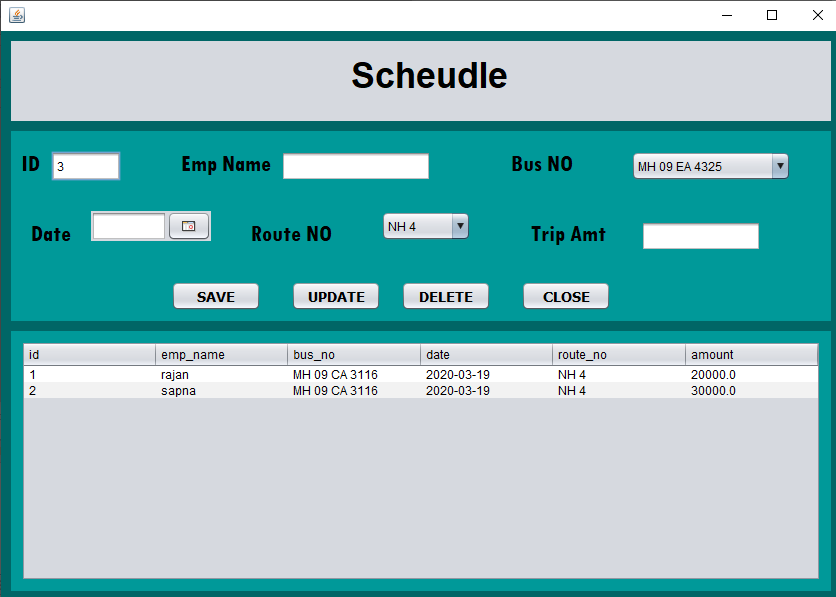 Scheudle
ID 3 Emp Name Bus NO MH 09 EA 4325
Date Route NO NH 4 Trip Amt
SAVE UPDATE DELETE CLOSE
id emp_name bus_no date route_no amount
1 rajan MH 09 CA 3116 2020-03-19 NH 4 20000.0
2 sapna MH 09 CA 3116 2020-03-19 NH 4 30000.0